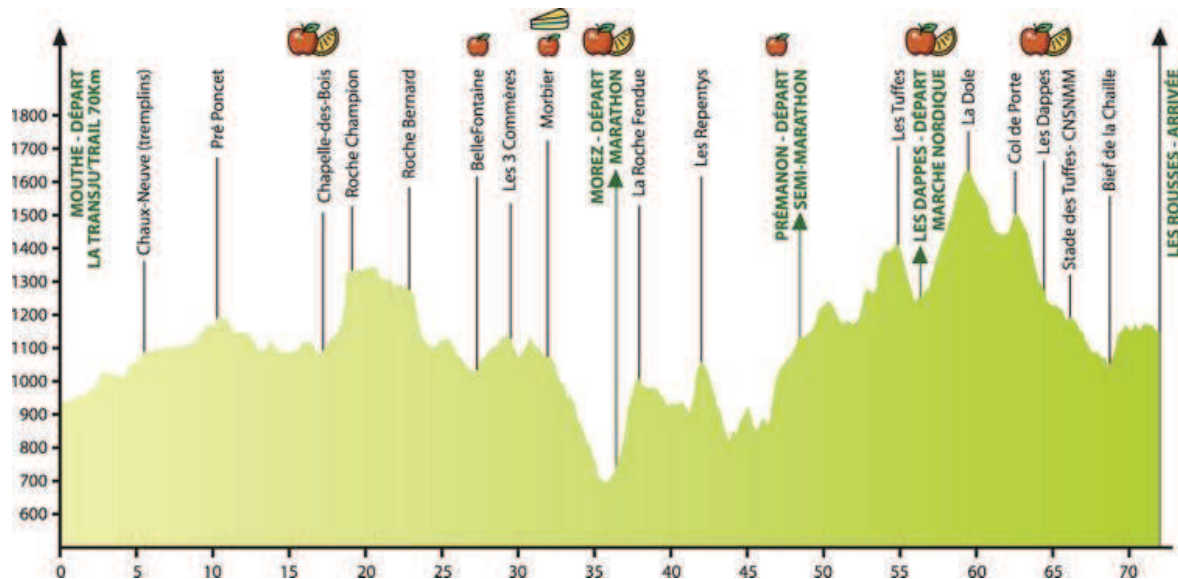 MOUTHE - DÉPART
LA TRANSJU'TRAIL 70Km
Chaux-Neuve (tremplins)
Pré Poncet
Chapelle-des-Bois
Roche Champion
Roche Bernard
BelleFontaine
Les 3 Commères
Morbier
MOREZ - DÉPART
MARATHON
La Roche Fendue
Les Repentys
PRÉMANON - DÉPART
SEMI-MARATHON
Les Tuffes
LES DAPPES - DÉPART
MARCHE NORDIQUE
La Dole
Col de Porte
Les Dappes
Stade des Tuffes- CNSNMM
Bief de la Chaille
LES ROUSSES - ARRIVÉE
1800
1700
1600
1500
1400
1300
1200
1100
1000
900
800
700
600
0 5 10 15 20 25 30 35 40 45 50 55 60 65 70